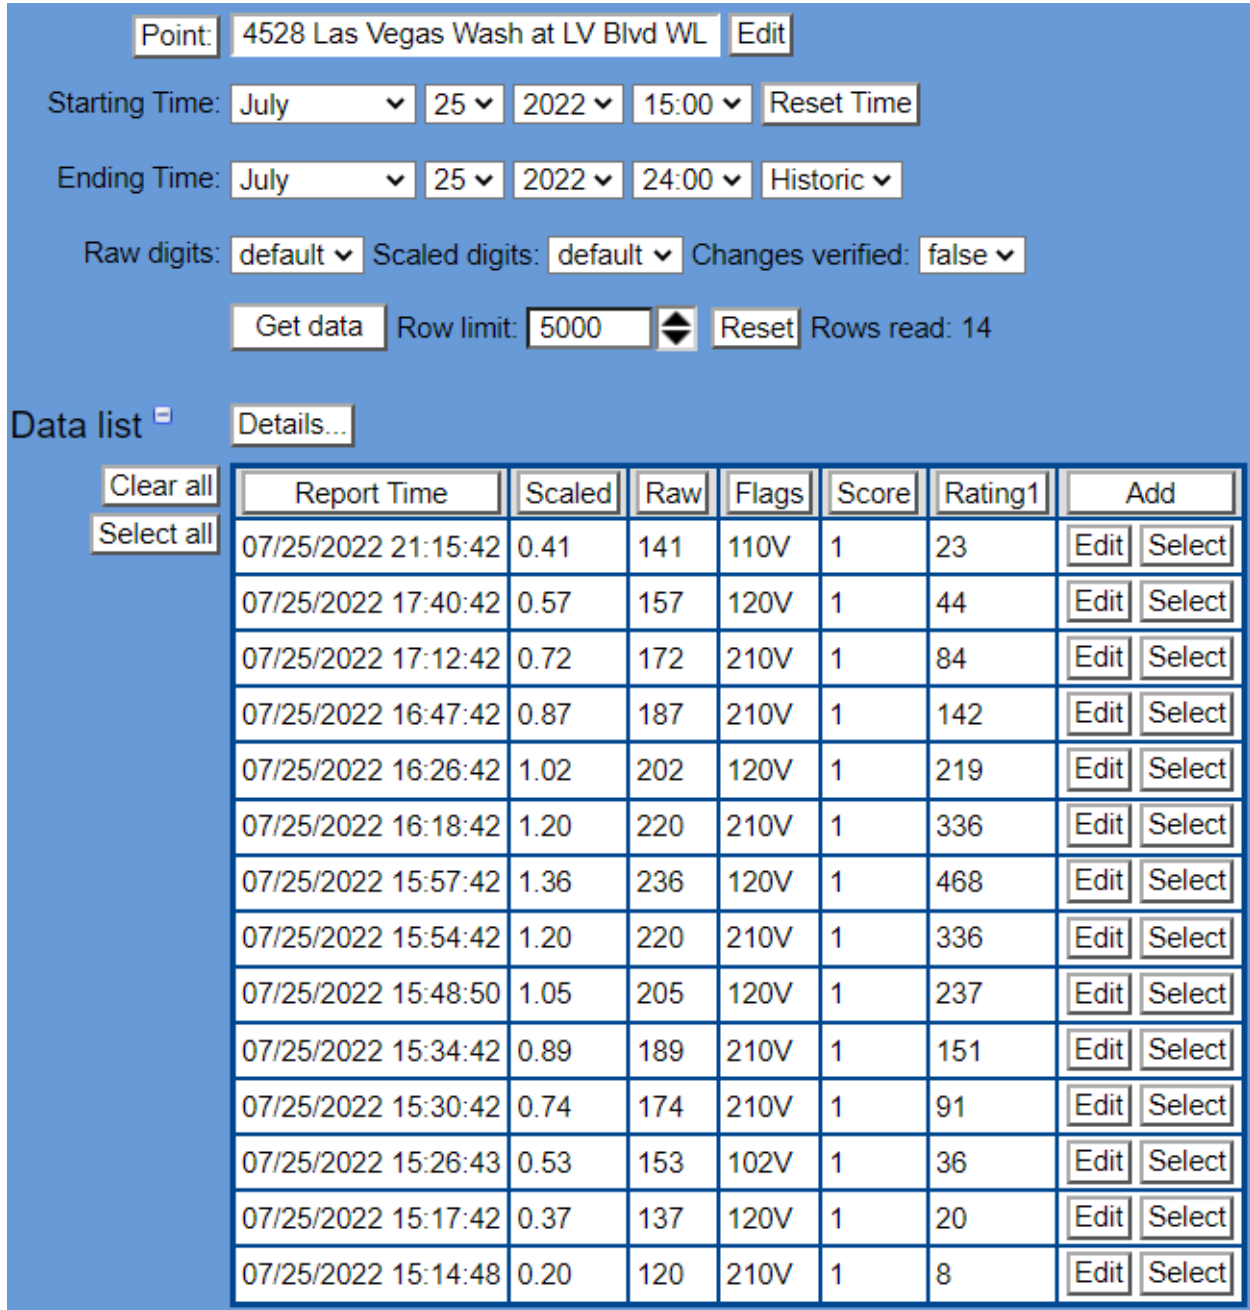 Point: 4528 Las Vegas Wash at LV Blvd WL Edit
Starting Time: July 25 2022 15:00 Reset Time
Ending Time: July 25 2022 24:00 Historic
Raw digits: default Scaled digits: default Changes verified: false
Get data Row limit: 5000 Reset Rows read: 14
Data list Details...
Clear all
Select all
Report Time Scaled Raw Flags Score Rating1 Add
07/25/2022 21:15:42 0.41 141 110V 1 23 Edit Select
07/25/2022 17:40:42 0.57 157 120V 1 44 Edit Select
07/25/2022 17:12:42 0.72 172 210V 1 84 Edit Select
07/25/2022 16:47:42 0.87 187 210V 1 142 Edit Select
07/25/2022 16:26:42 1.02 202 120V 1 219 Edit Select
07/25/2022 16:18:42 1.20 220 210V 1 336 Edit Select
07/25/2022 15:57:42 1.36 236 120V 1 468 Edit Select
07/25/2022 15:54:42 1.20 220 210V 1 336 Edit Select
07/25/2022 15:48:50 1.05 205 120V 1 237 Edit Select
07/25/2022 15:34:42 0.89 189 210V 1 151 Edit Select
07/25/2022 15:30:42 0.74 174 210V 1 91 Edit Select
07/25/2022 15:26:43 0.53 153 102V 1 36 Edit Select
07/25/2022 15:17:42 0.37 137 120V 1 20 Edit Select
07/25/2022 15:14:48 0.20 120 210V 1 8 Edit Select